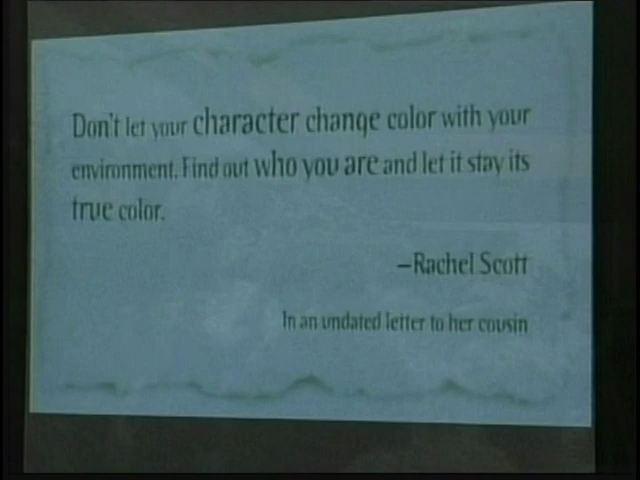 Don't let your character change color with your
environment. Find out who you are and let it stay its
true color.
–Rachel Scott
In an undated letter to her cousin